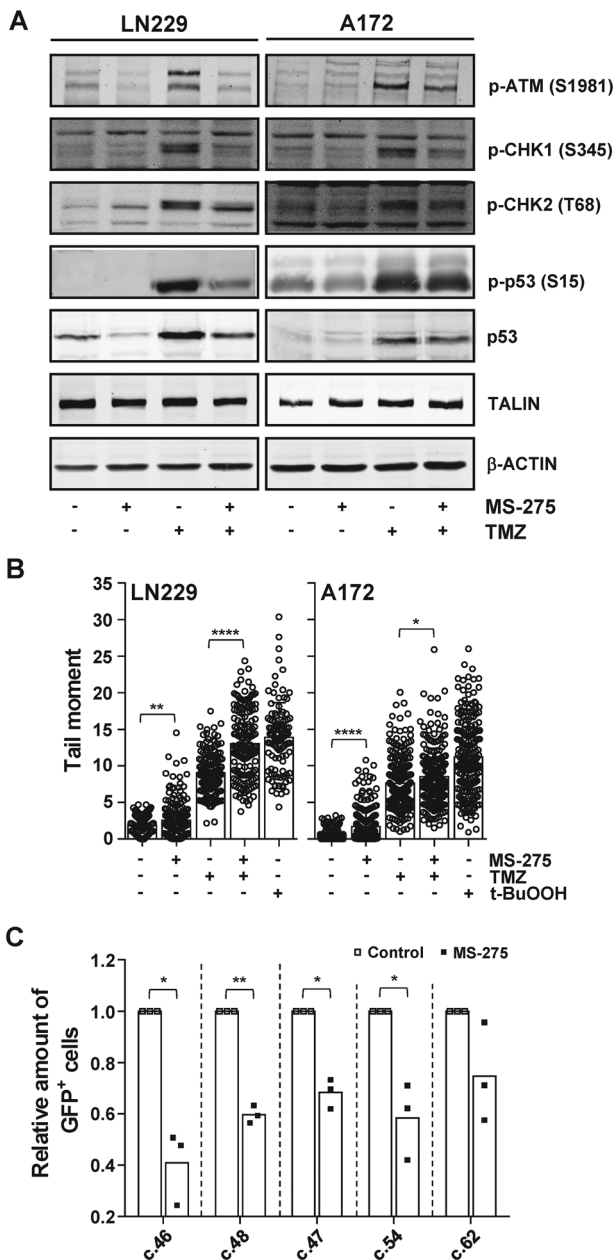 A
LN229 A172
p-ATM (S1981)
p-CHK1 (S345)
p-CHK2 (T68)
p-p53 (S15)
p53
TALIN
β-ACTIN
- + - + - + - + MS-275
- - + + - - + + TMZ
B
LN229 A172
Tail moment
35
30
25
20
15
10
5
0
** **** **** *
- + - + - - + - + - MS-275
- - + + - - - + + - TMZ
- - - - + - - - - + t-BuOOH
C
Control MS-275
Relative amount of
GFP+ cells
1.2
1.0
0.8
0.6
0.4
0.2
* ** * *
c.46 c.48 c.47 c.54 c.62